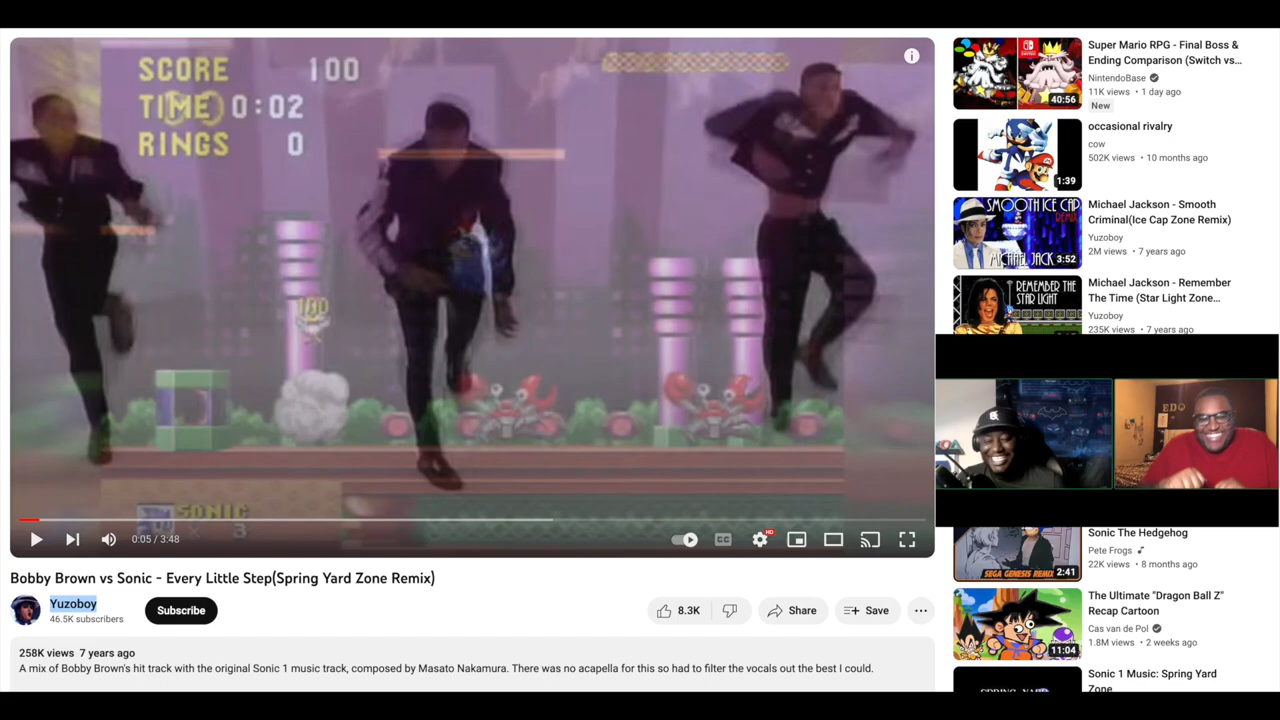 SCORE 100
TIME 0:02
RINGS 0
100
SONIC
3
0:05 / 3:48
CC
HD
Bobby Brown vs Sonic - Every Little Step(Spring Yard Zone Remix)
Yuzoboy
46.5K subscribers
Subscribe
8.3K
Share
Save
258K views 7 years ago
A mix of Bobby Brown's hit track with the original Sonic 1 music track, composed by Masato Nakamura. There was no acapella for this so had to filter the vocals out the best I could.
40:56
Super Mario RPG - Final Boss &
Ending Comparison (Switch vs...
NintendoBase
11K views • 1 day ago
New
1:39
occasional rivalry
cow
502K views • 10 months ago
SMOOTH ICE CAP
REMIX
MICHAEL JACK
3:52
Michael Jackson - Smooth
Criminal(Ice Cap Zone Remix)
Yuzoboy
2M views • 7 years ago
REMEMBER THE
STAR LIGHT
Michael Jackson - Remember
The Time (Star Light Zone...
Yuzoboy
235K views • 7 years ago
EDO
SEGA GENESIS REMIX
2:41
Sonic The Hedgehog
Pete Frogs
22K views • 8 months ago
11:04
The Ultimate "Dragon Ball Z"
Recap Cartoon
Cas van de Pol
1.8M views • 2 weeks ago
Sonic 1 Music: Spring Yard
Zone